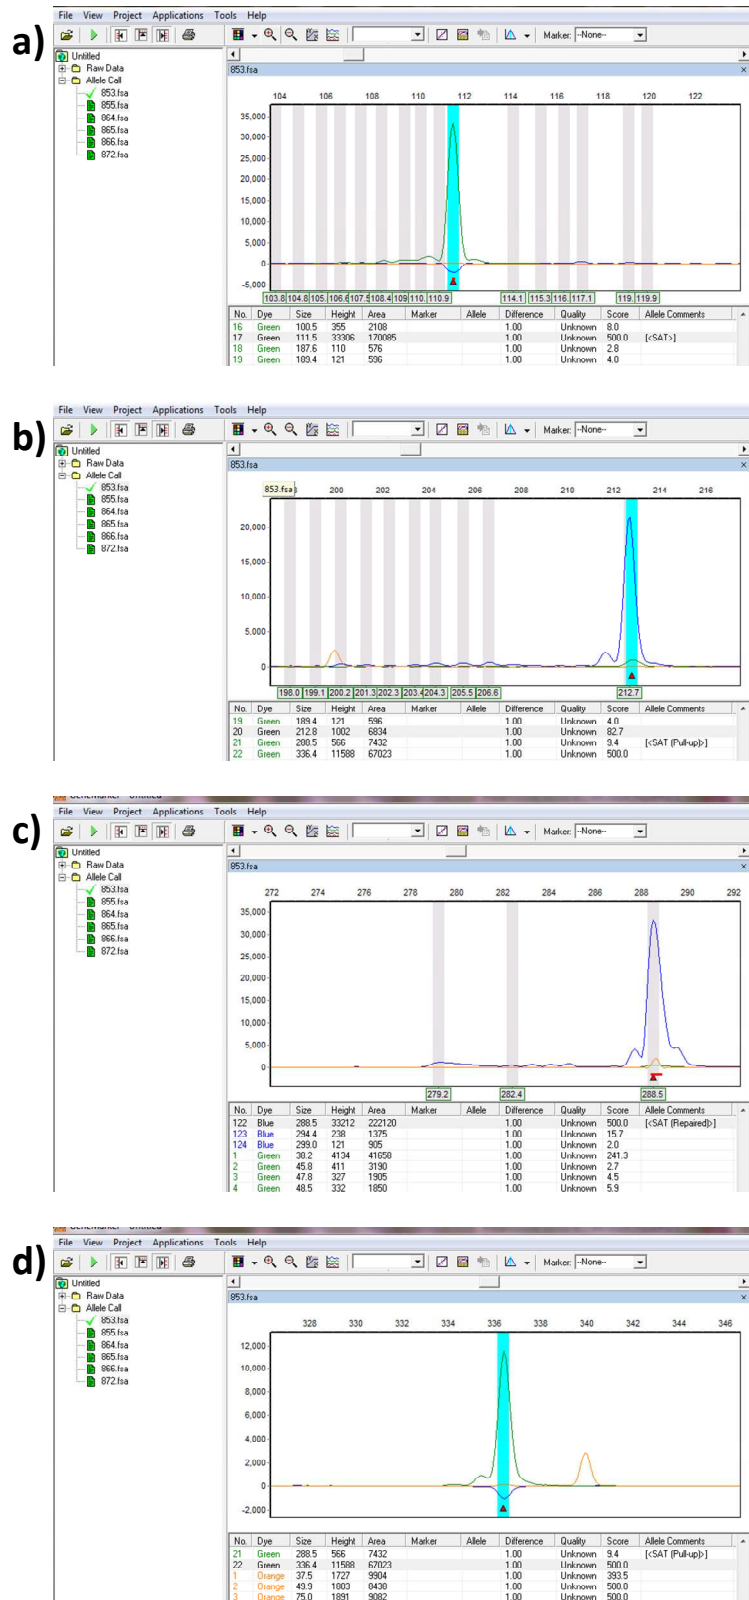 a)
File View Project Applications Tools Help
Marker: --None--
Untitled
Raw Data
Allele Call
853.fsa
855.fsa
864.fsa
865.fsa
866.fsa
872.fsa
853.fsa
104 106 108 110 112 114 116 118 120 122
35,000
30,000
25,000
20,000
15,000
10,000
5,000
0
-5,000
103.8 104.8 105. 106.6 107.5 108.4 109 110. 110.9 114.1 115.3 116. 117.1 119. 119.9
No. Dye Size Height Area Marker Allele Difference Quality Score Allele Comments
16 Green 100.5 355 2108 1.00 Unknown 8.0
17 Green 111.5 33306 170085 1.00 Unknown 500.0 [<SAT>]
18 Green 187.6 110 576 1.00 Unknown 2.8
19 Green 189.4 121 596 1.00 Unknown 4.0
b)
File View Project Applications Tools Help
Marker: --None--
Untitled
Raw Data
Allele Call
853.fsa
855.fsa
864.fsa
865.fsa
866.fsa
872.fsa
853.fsa
853.fsa 200 202 204 206 208 210 212 214 216
20,000
15,000
10,000
5,000
0
198.0 199.1 200.2 201.3 202.3 203.4 204.3 205.5 206.6 212.7
No. Dye Size Height Area Marker Allele Difference Quality Score Allele Comments
19 Green 189.4 121 596 1.00 Unknown 4.0
20 Green 212.8 1002 6834 1.00 Unknown 82.7
21 Green 288.5 566 7432 1.00 Unknown 9.4 [<SAT (Pull-up)>]
22 Green 336.4 11588 67023 1.00 Unknown 500.0
c)
File View Project Applications Tools Help
Marker: --None--
Untitled
Raw Data
Allele Call
853.fsa
855.fsa
864.fsa
865.fsa
866.fsa
872.fsa
853.fsa
272 274 276 278 280 282 284 286 288 290 292
35,000
30,000
25,000
20,000
15,000
10,000
5,000
0
279.2 282.4 288.5
No. Dye Size Height Area Marker Allele Difference Quality Score Allele Comments
122 Blue 288.5 33212 222120 1.00 Unknown 500.0 [<SAT (Repaired)>]
123 Blue 294.4 238 1375 1.00 Unknown 15.7
124 Blue 299.0 121 905 1.00 Unknown 2.0
1 Green 38.2 4134 41658 1.00 Unknown 241.3
2 Green 45.8 411 3190 1.00 Unknown 2.7
3 Green 47.8 327 1905 1.00 Unknown 4.5
4 Green 48.5 332 1850 1.00 Unknown 5.9
d)
File View Project Applications Tools Help
Marker: --None--
Untitled
Raw Data
Allele Call
853.fsa
855.fsa
864.fsa
865.fsa
866.fsa
872.fsa
853.fsa
328 330 332 334 336 338 340 342 344 346
12,000
10,000
8,000
6,000
4,000
2,000
0
-2,000
No. Dye Size Height Area Marker Allele Difference Quality Score Allele Comments
21 Green 288.5 566 7432 1.00 Unknown 9.4 [<SAT (Pull-up)>]
22 Green 336.4 11588 67023 1.00 Unknown 500.0
1 Orange 37.5 1727 9904 1.00 Unknown 393.5
2 Orange 49.9 1803 1.00 Unknown 500.0
3 Orange 75.0 1891 9082 1.00 Unknown 500.0